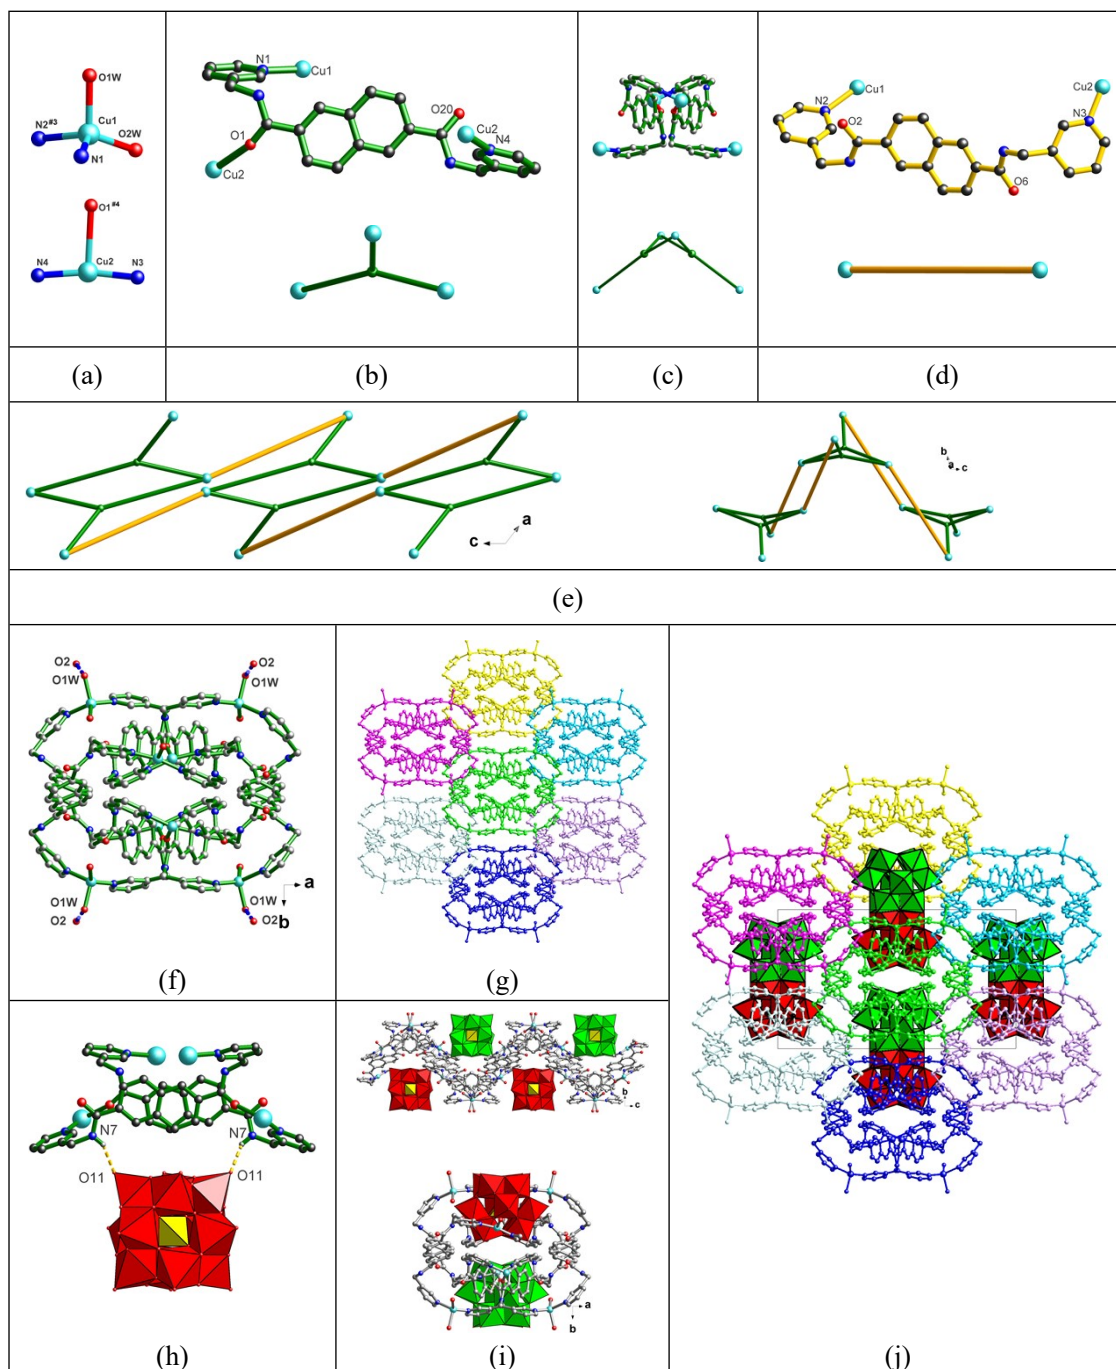 O1W
Cu1
N2#3
O2W
N1
O1#4
N4
Cu2
N3
N1
Cu1
O20
O1
Cu2
N4
Cu2
Cu2
N2
Cu1
N3
O2
O6
(a)
(b)
(c)
(d)
a
c
b
a
c
(e)
O2
O1W
O2
O1W
O1W
O2
O1W
O2
a
b
(f)
(g)
N7
N7
O11
O11
(h)
b
c
a
b
(i)
(j)